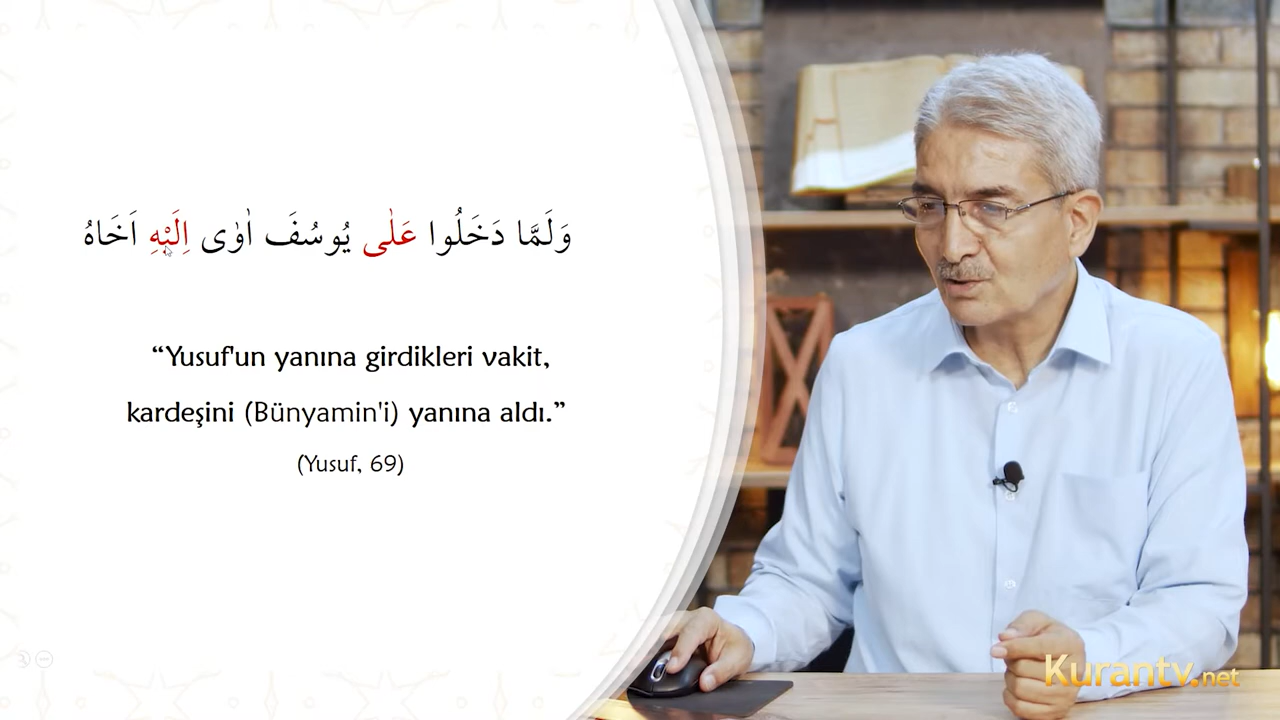 وَلَمَّا دَخَلُوا عَلٰى يُوسُفَ اٰوٰى اِلَيْهِ اَخَاهُ
“Yusuf'un yanına girdikleri vakit,
kardeşini (Bünyamin'i) yanına aldı.”
(Yusuf, 69)
Kurantv.net